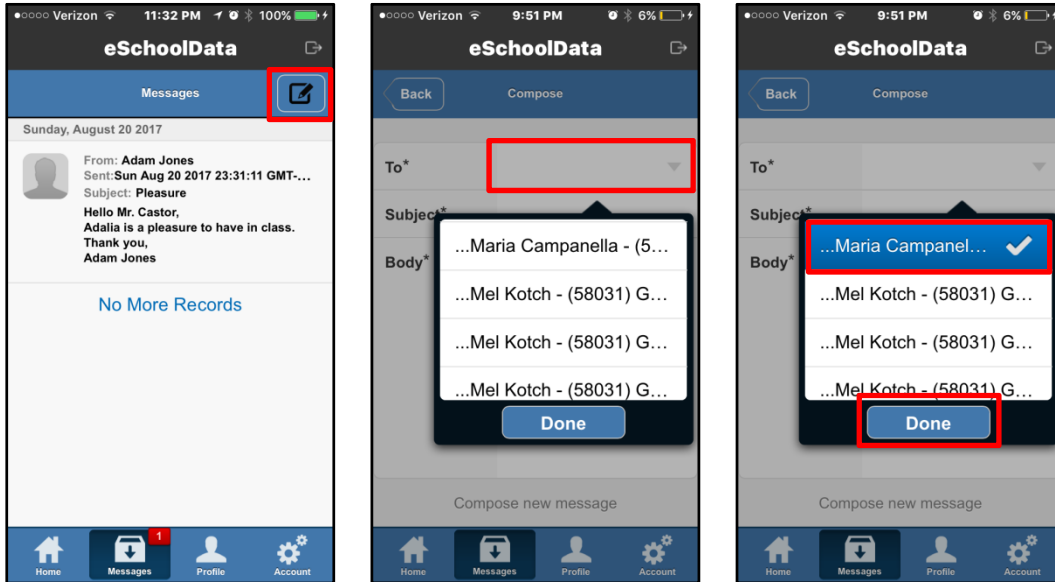 Verizon 11:32 PM 100%
eSchoolData
Messages
Sunday, August 20 2017
From: Adam Jones
Sent:Sun Aug 20 2017 23:31:11 GMT-...
Subject: Pleasure
Hello Mr. Castor,
Adalia is a pleasure to have in class.
Thank you,
Adam Jones
No More Records
1
Home Messages Profile Account
Verizon 9:51 PM 6%
eSchoolData
Back Compose
To*
Subject*
Body*
...Maria Campanella - (5...
...Mel Kotch - (58031) G...
...Mel Kotch - (58031) G...
...Mel Kotch - (58031) G...
Done
Compose new message
Home Messages Profile Account
Verizon 9:51 PM 6%
eSchoolData
Back Compose
To*
Subject*
Body*
...Maria Campanel...
...Mel Kotch - (58031) G...
...Mel Kotch - (58031) G...
...Mel Kotch - (58031) G...
Done
Compose new message
Home Messages Profile Account